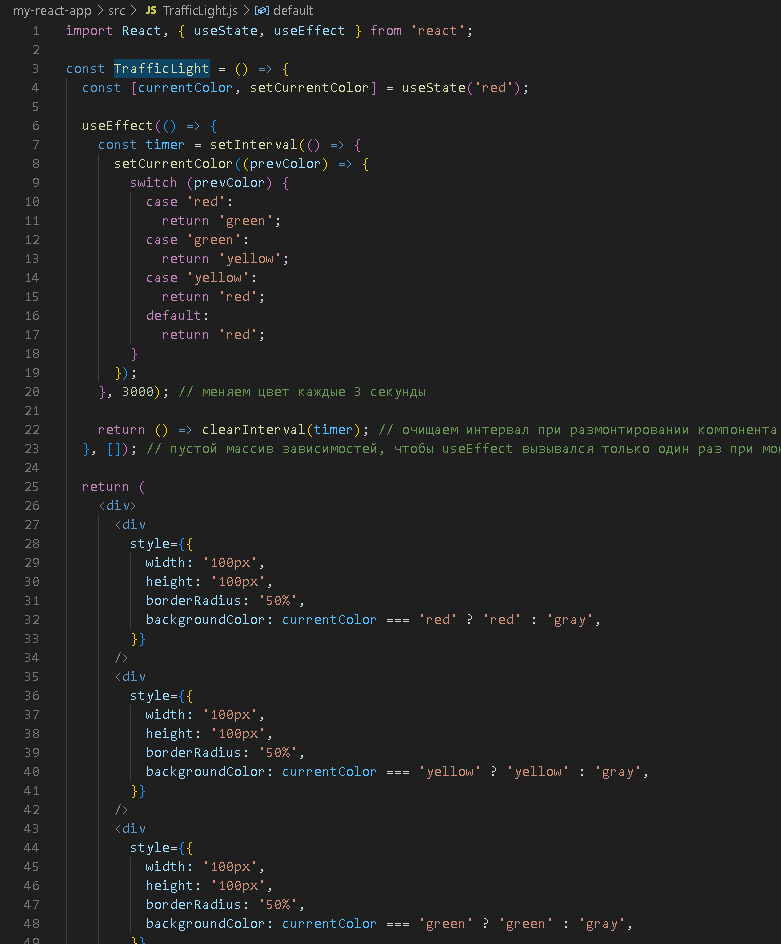 my-react-app > src > JS TrafficLight.js > default
1 import React, { useState, useEffect } from 'react';
2
3 const TrafficLight = () => {
4 const [currentColor, setCurrentColor] = useState('red');
5
6 useEffect(() => {
7 const timer = setInterval(() => {
8 setCurrentColor((prevColor) => {
9 switch (prevColor) {
10 case 'red':
11 return 'green';
12 case 'green':
13 return 'yellow';
14 case 'yellow':
15 return 'red';
16 default:
17 return 'red';
18 }
19 });
20 }, 3000); // меняем цвет каждые 3 секунды
21
22 return () => clearInterval(timer); // очищаем интервал при размонтировании компонента
23 }, []); // пустой массив зависимостей, чтобы useEffect вызывался только один раз при мон
24
25 return (
26 <div>
27 <div
28 style={{
29 width: '100px',
30 height: '100px',
31 borderRadius: '50%',
32 backgroundColor: currentColor === 'red' ? 'red' : 'gray',
33 }}
34 />
35 <div
36 style={{
37 width: '100px',
38 height: '100px',
39 borderRadius: '50%',
40 backgroundColor: currentColor === 'yellow' ? 'yellow' : 'gray',
41 }}
42 />
43 <div
44 style={{
45 width: '100px',
46 height: '100px',
47 borderRadius: '50%',
48 backgroundColor: currentColor === 'green' ? 'green' : 'gray',
49 }}